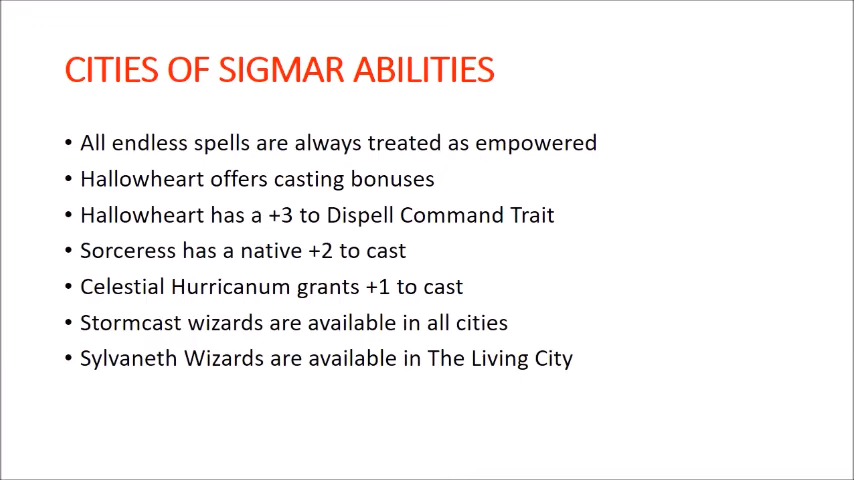 CITIES OF SIGMAR ABILITIES
• All endless spells are always treated as empowered
• Hallowheart offers casting bonuses
• Hallowheart has a +3 to Dispell Command Trait
• Sorceress has a native +2 to cast
• Celestial Hurricanum grants +1 to cast
• Stormcast wizards are available in all cities
• Sylvaneth Wizards are available in The Living City